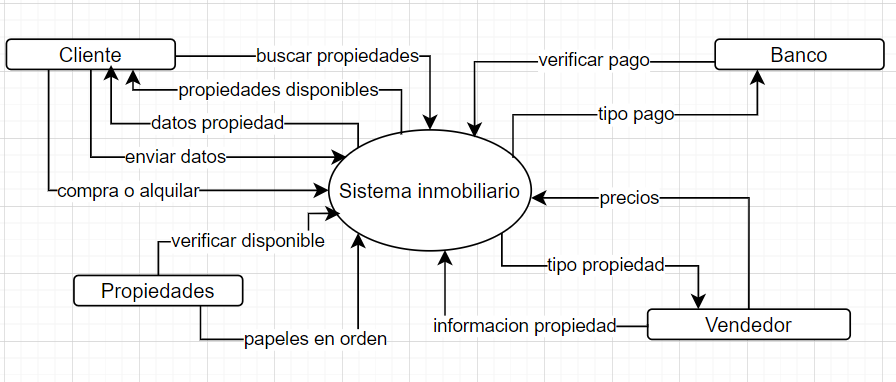 Cliente
buscar propiedades
verificar pago
Banco
propiedades disponibles
tipo pago
datos propiedad
enviar datos
compra o alquilar
Sistema inmobiliario
precios
verificar disponible
tipo propiedad
Propiedades
informacion propiedad
Vendedor
papeles en orden